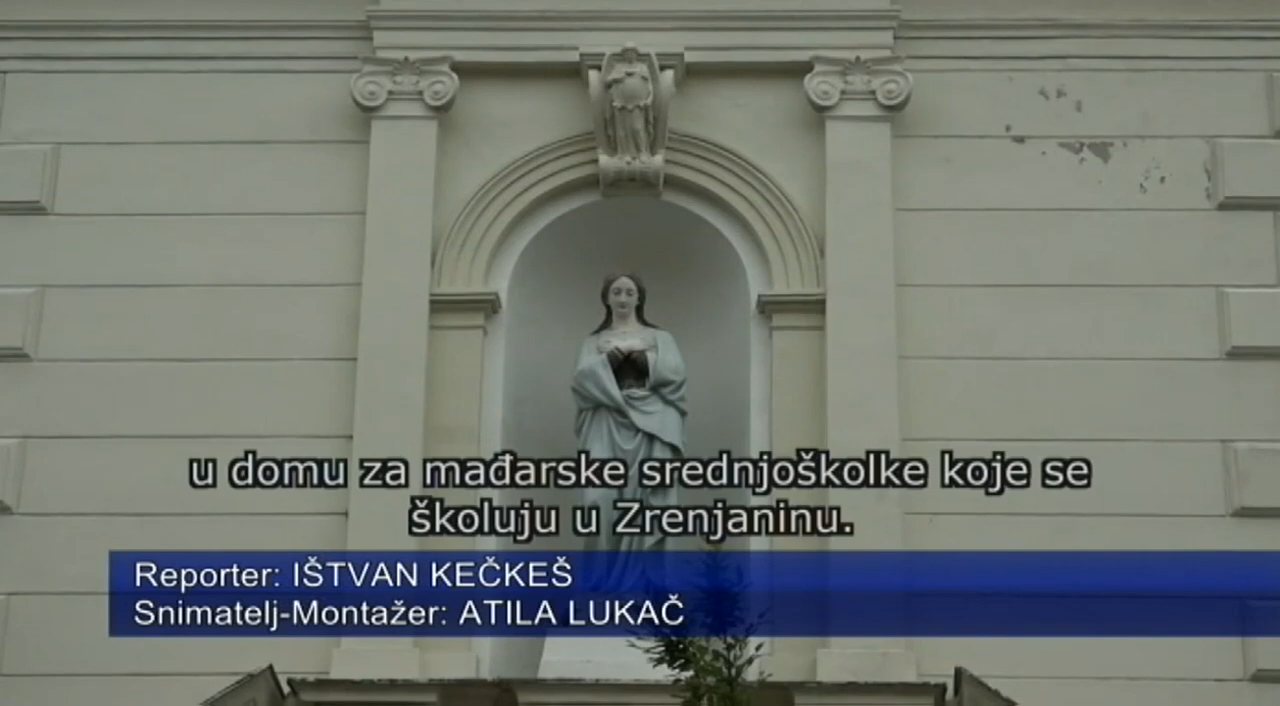 u domu za mađarske srednjoškolke koje se
školuju u Zrenjaninu.
Reporter: IŠTVAN KEČKEŠ
Snimatelj-Montažer: ATILA LUKAČ